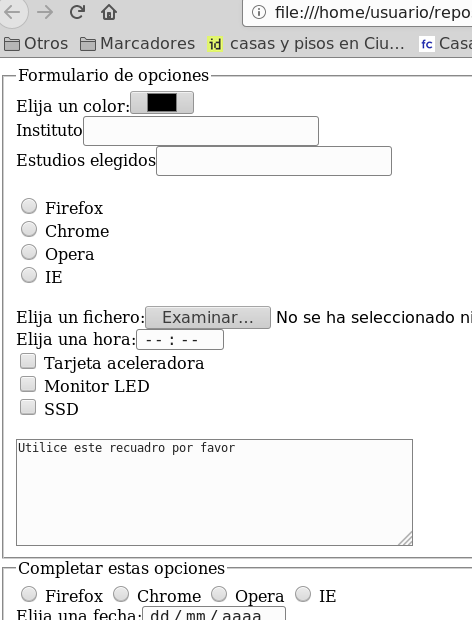 file:///home/usuario/repo
Otros Marcadores id casas y pisos en Ciu… fc Casa
Formulario de opciones
Elija un color:
Instituto
Estudios elegidos
Firefox
Chrome
Opera
IE
Elija un fichero: Examinar… No se ha seleccionado ni
Elija una hora: --:--
Tarjeta aceleradora
Monitor LED
SSD
Utilice este recuadro por favor
Completar estas opciones
Firefox Chrome Opera IE
Elija una fecha: dd/mm/aaaa